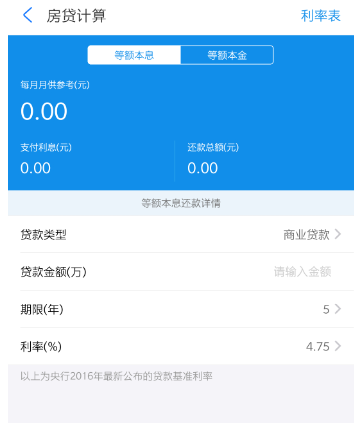 房贷计算 利率表
等额本息 等额本金
每月月供参考(元)
0.00
支付利息(元) 还款总额(元)
0.00 0.00
等额本息还款详情
贷款类型 商业贷款
贷款金额(万) 请输入金额
期限(年) 5
利率(%) 4.75
以上为央行2016年最新公布的贷款基准利率